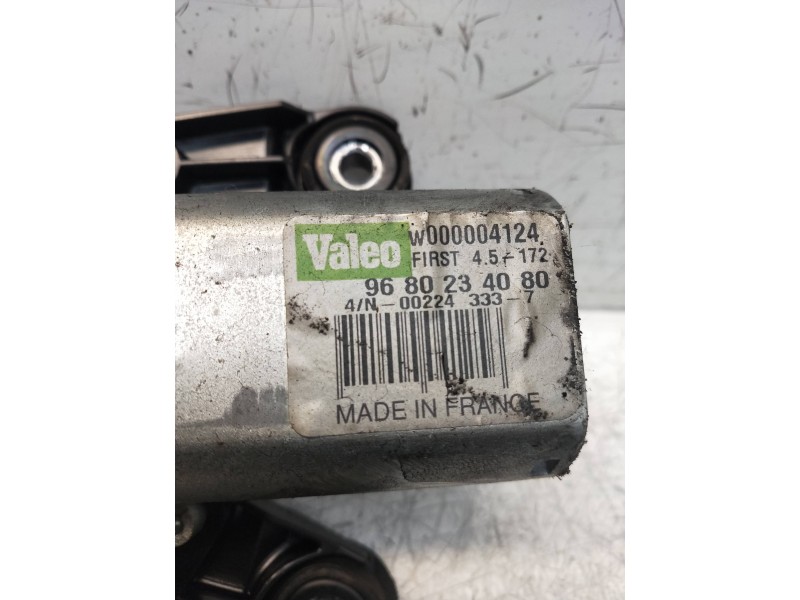 Valeo W000004124
FIRST 4.5-172
96 80 23 40 80
4/N-00224 333-7
MADE IN FRANCE